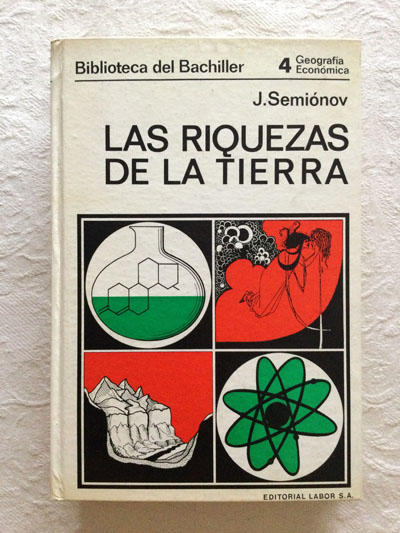 Biblioteca del Bachiller
4 Geografía Económica
J.Semiónov
LAS RIQUEZAS
DE LA TIERRA
EDITORIAL LABOR S.A.